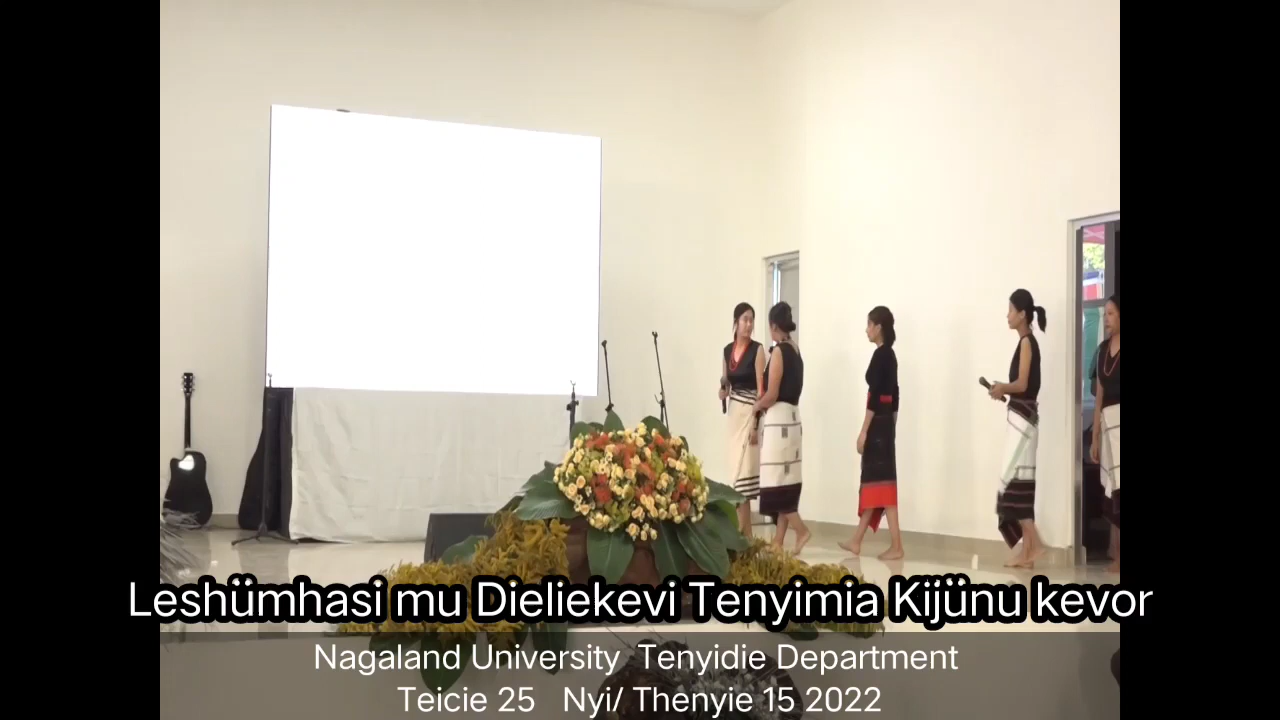 Leshümhasi mu Dieliekevi Tenyimia Kijünu kevor
Nagaland University Tenyidie Department
Teicie 25 Nyi/ Thenyie 15 2022